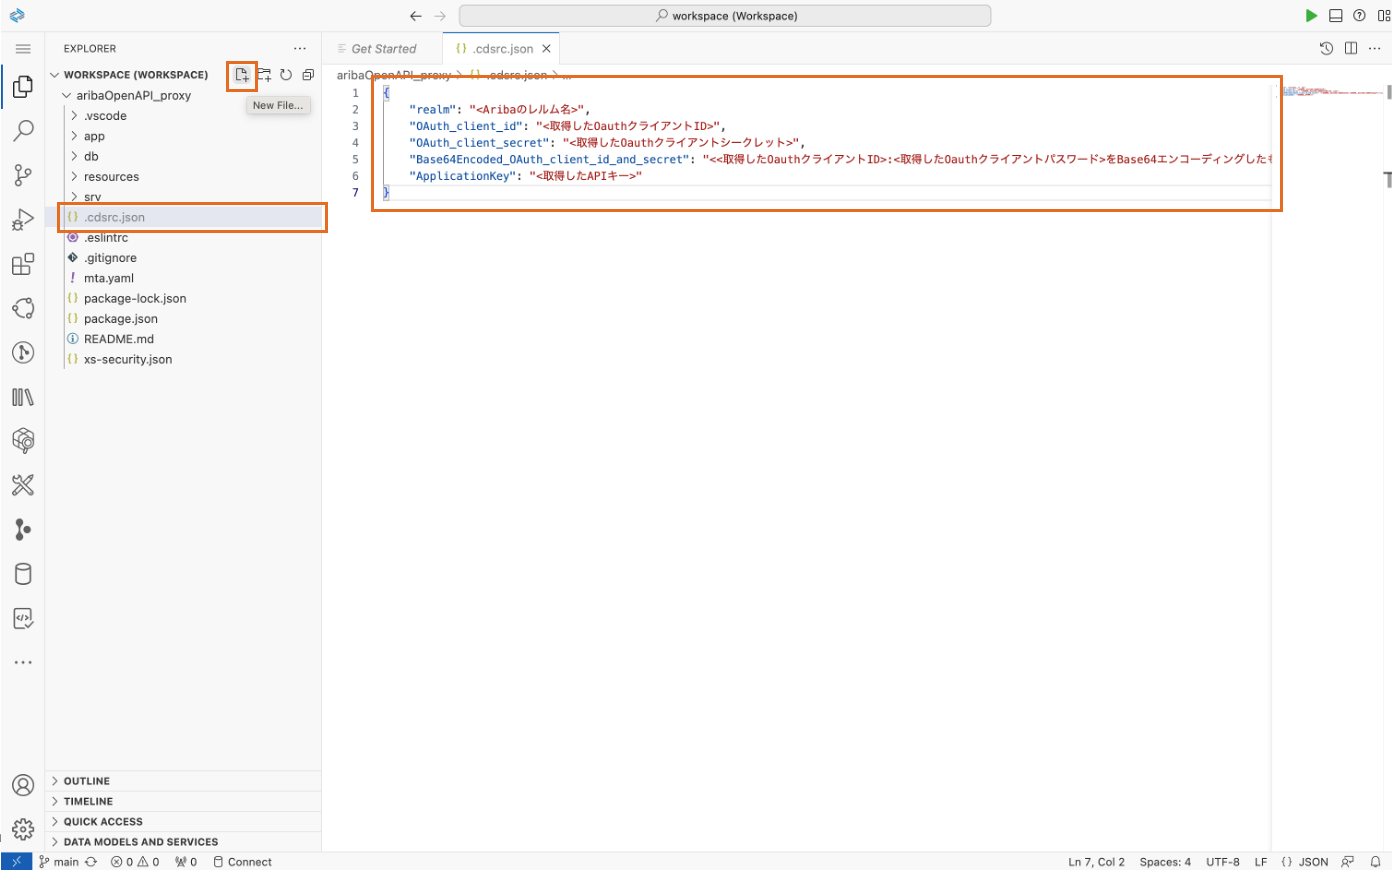 workspace (Workspace)
EXPLORER
Get Started
.cdsrc.json
WORKSPACE (WORKSPACE)
New File...
aribaOpenAPI_proxy
.vscode
app
db
resources
srv
.cdsrc.json
.eslintrc
.gitignore
mta.yaml
package-lock.json
package.json
README.md
xs-security.json
OUTLINE
TIMELINE
QUICK ACCESS
DATA MODELS AND SERVICES
aribaOpenAPI_proxy > {} .cdsrc.json > ...
1 {
2 "realm": "<Aribaのレルム名>",
3 "OAuth_client_id": "<取得したOauthクライアントID>",
4 "OAuth_client_secret": "<取得したOauthクライアントシークレット>",
5 "Base64Encoded_OAuth_client_id_and_secret": "<<取得したOauthクライアントID>:<取得したOauthクライアントパスワード>をBase64エンコーディングしたも
6 "ApplicationKey": "<取得したAPIキー>"
7 }
main 0 0 0 Connect
Ln 7, Col 2 Spaces: 4 UTF-8 LF {} JSON